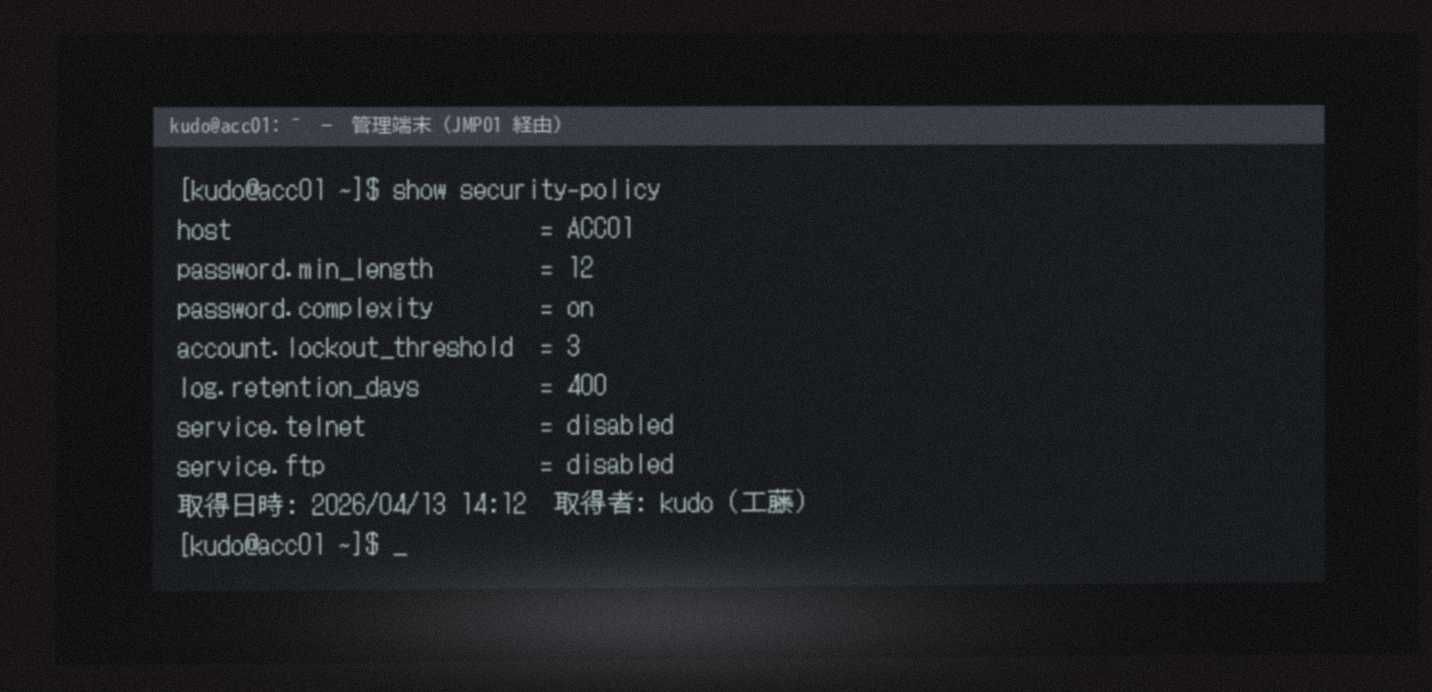 kudo@acc01: ~ － 管理端末（JMP01 経由）
[kudo@acc01 ~]$ show security-policy
host = ACC01
password.min_length = 12
password.complexity = on
account.lockout_threshold = 3
log.retention_days = 400
service.telnet = disabled
service.ftp = disabled
取得日時: 2026/04/13 14:12 取得者: kudo（工藤）
[kudo@acc01 ~]$ _